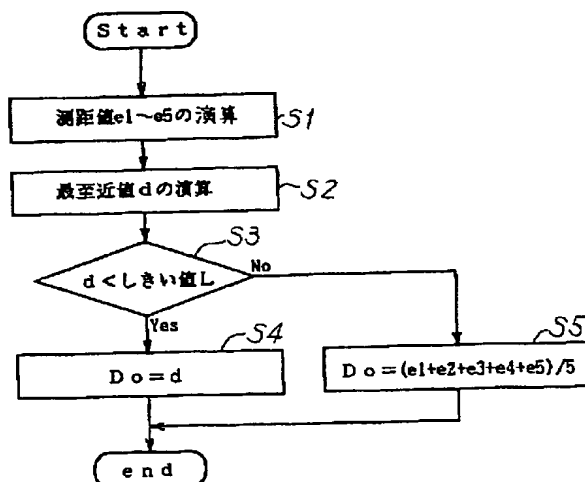 Start
測距値e1~e5の演算
S1
最至近値dの演算
S2
S3
d<しきい値L
No
Yes
S4
Do=d
S5
Do=(e1+e2+e3+e4+e5)/5
end